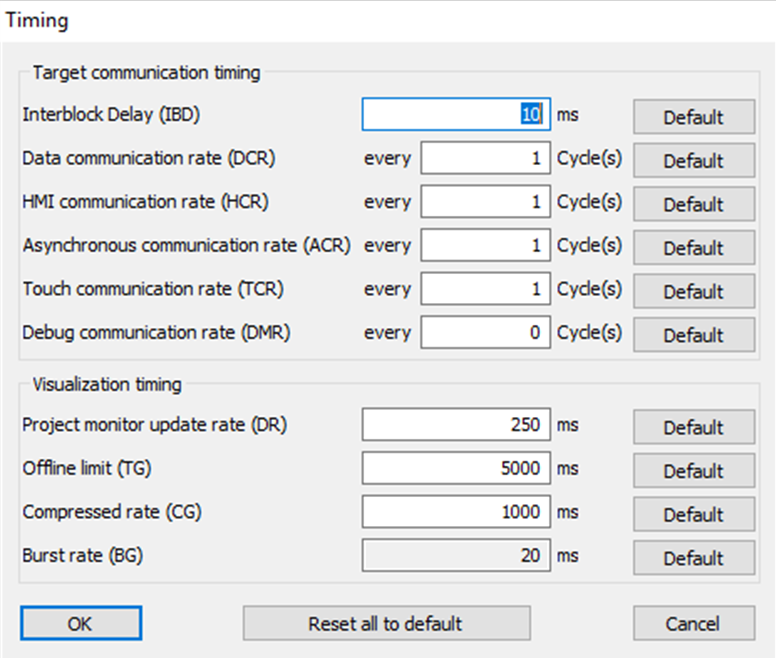 Timing
Target communication timing
Interblock Delay (IBD) 10 ms Default
Data communication rate (DCR) every 1 Cycle(s) Default
HMI communication rate (HCR) every 1 Cycle(s) Default
Asynchronous communication rate (ACR) every 1 Cycle(s) Default
Touch communication rate (TCR) every 1 Cycle(s) Default
Debug communication rate (DMR) every 0 Cycle(s) Default
Visualization timing
Project monitor update rate (DR) 250 ms Default
Offline limit (TG) 5000 ms Default
Compressed rate (CG) 1000 ms Default
Burst rate (BG) 20 ms Default
OK Reset all to default Cancel